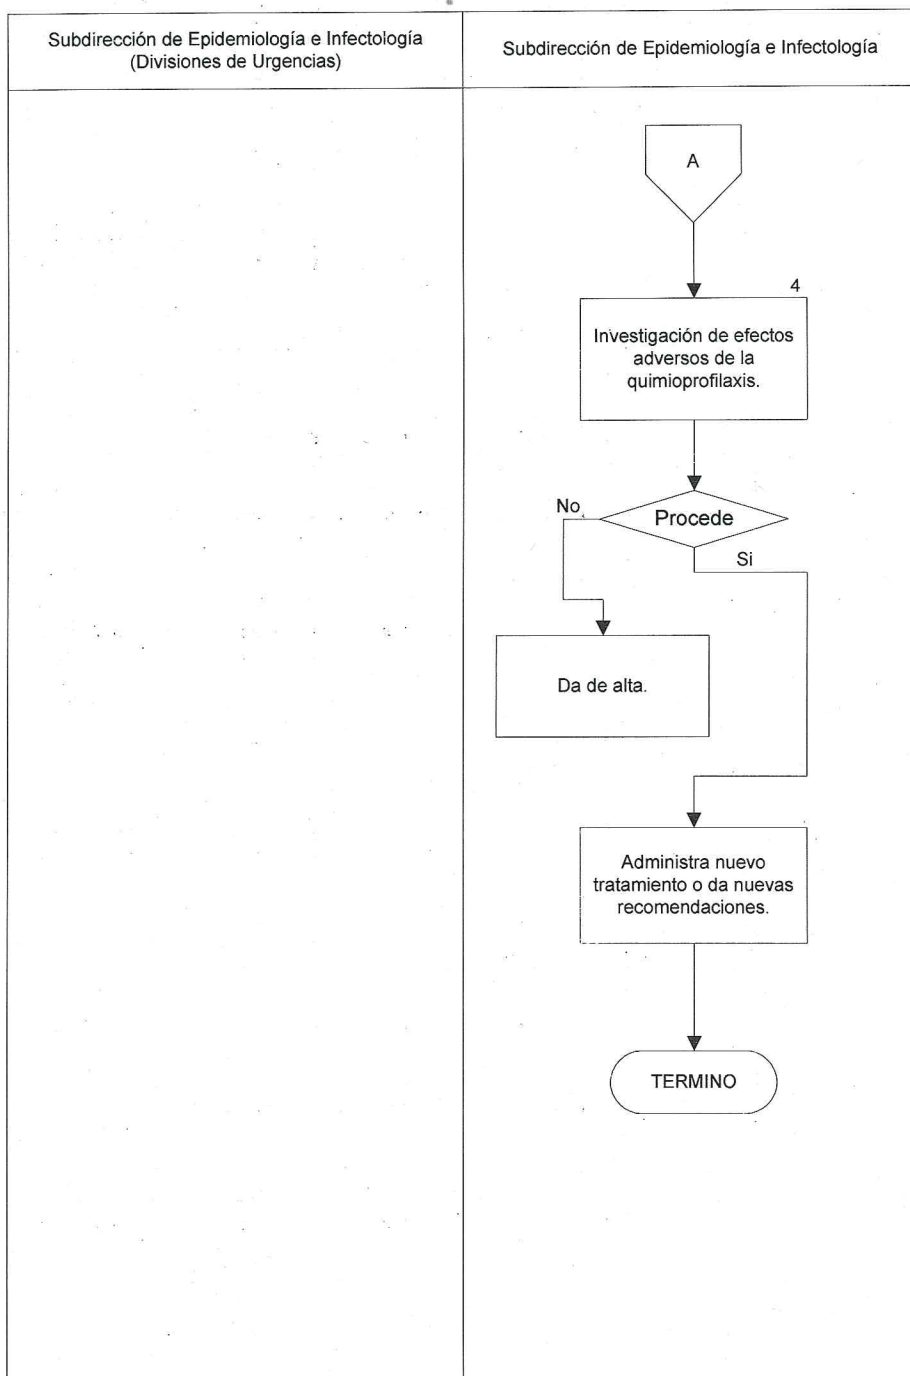 Subdirección de Epidemiología e Infectología
(Divisiones de Urgencias)
Subdirección de Epidemiología e Infectología
A
4
Investigación de efectos
adversos de la
quimioprofilaxis.
No
Procede
Si
Da de alta.
Administra nuevo
tratamiento o da nuevas
recomendaciones.
TERMINO